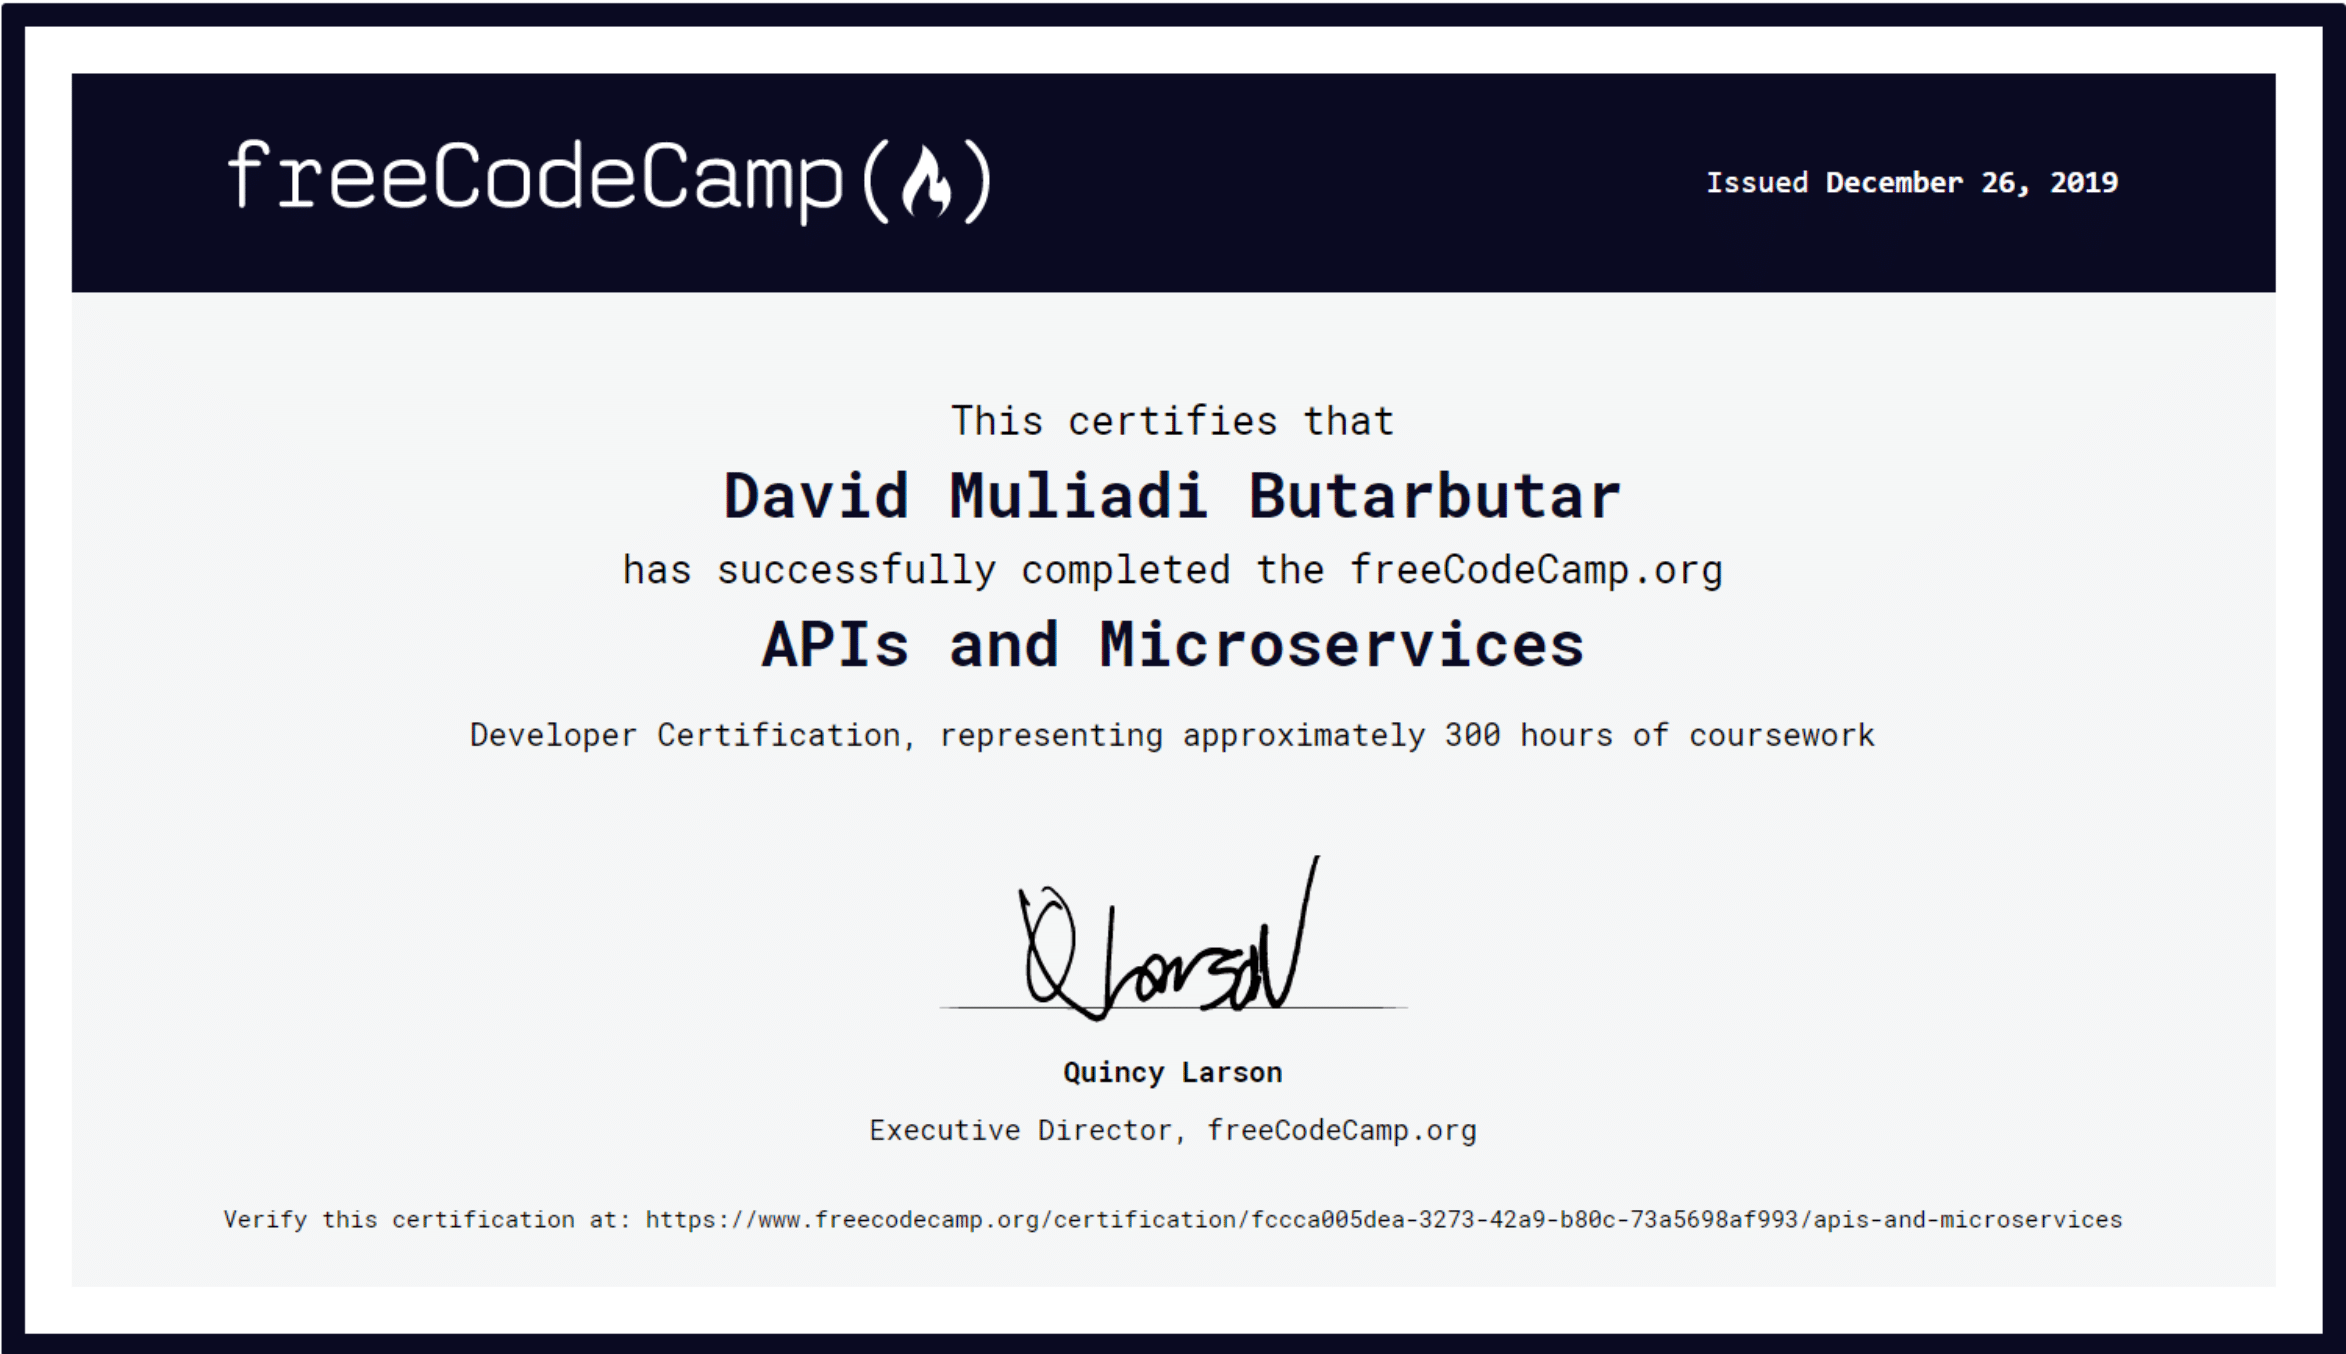 freeCodeCamp(🔥)
Issued December 26, 2019
This certifies that
David Muliadi Butarbutar
has successfully completed the freeCodeCamp.org
APIs and Microservices
Developer Certification, representing approximately 300 hours of coursework
Q Larson
Quincy Larson
Executive Director, freeCodeCamp.org
Verify this certification at: https://www.freecodecamp.org/certification/fccca005dea-3273-42a9-b80c-73a5698af993/apis-and-microservices